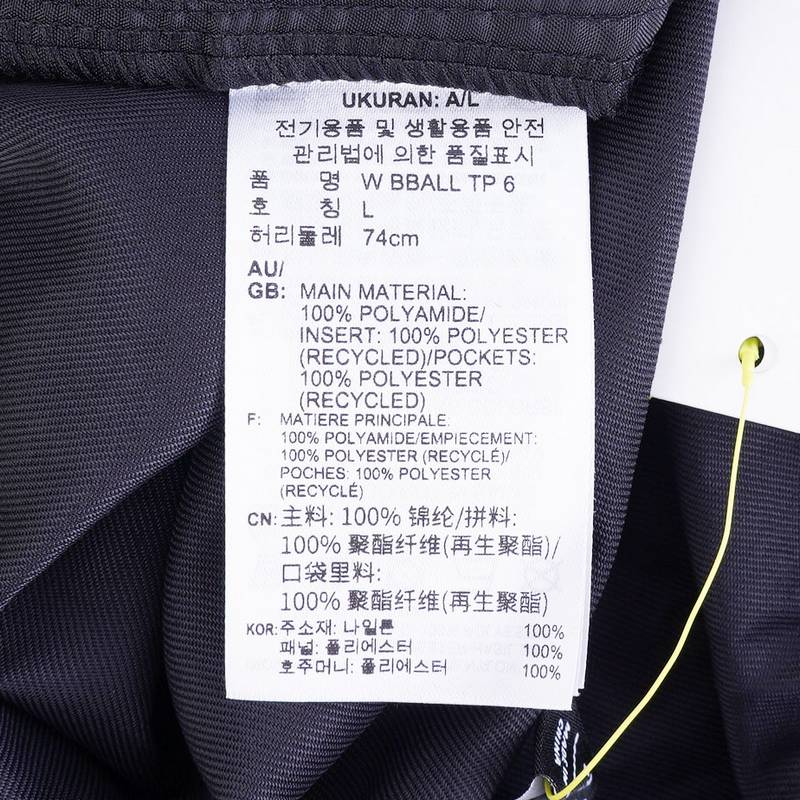 UKURAN: A/L
전기용품 및 생활용품 안전
관리법에 의한 품질표시
품 명 W BBALL TP 6
호 칭 L
허리둘레 74cm
AU/
GB: MAIN MATERIAL:
100% POLYAMIDE/
INSERT: 100% POLYESTER
(RECYCLED)/POCKETS:
100% POLYESTER
(RECYCLED)
F: MATIERE PRINCIPALE:
100% POLYAMIDE/EMPIECEMENT:
100% POLYESTER (RECYCLÉ)/
POCHES: 100% POLYESTER
(RECYCLÉ)
CN: 主料: 100% 锦纶/拼料:
100% 聚酯纤维(再生聚酯)/
口袋里料:
100% 聚酯纤维(再生聚酯)
KOR: 주소재: 나일론 100%
패널: 폴리에스터 100%
호주머니: 폴리에스터 100%
MADE IN
CHINA